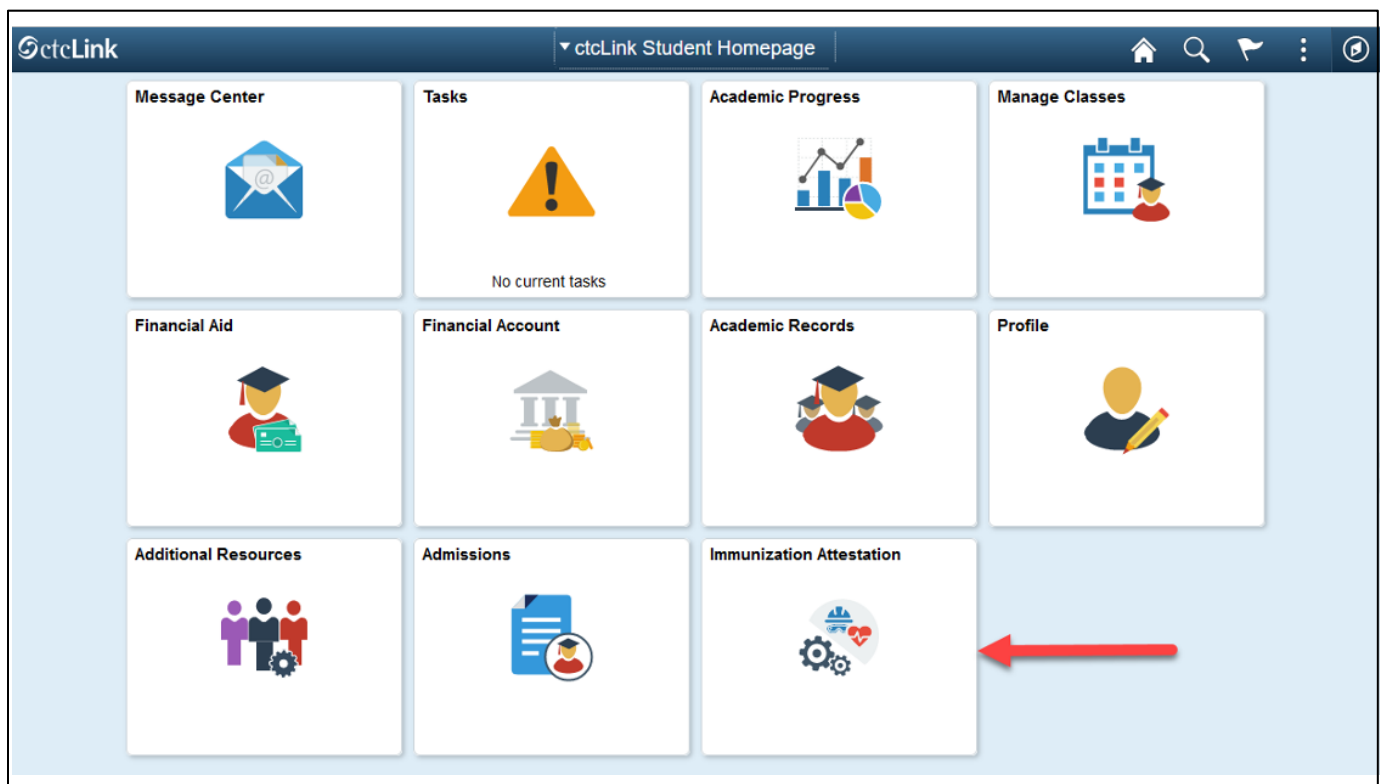 ctcLink
ctcLink Student Homepage
Message Center
Tasks
Academic Progress
Manage Classes
@
No current tasks
Financial Aid
Financial Account
Academic Records
Profile
Additional Resources
Admissions
Immunization Attestation